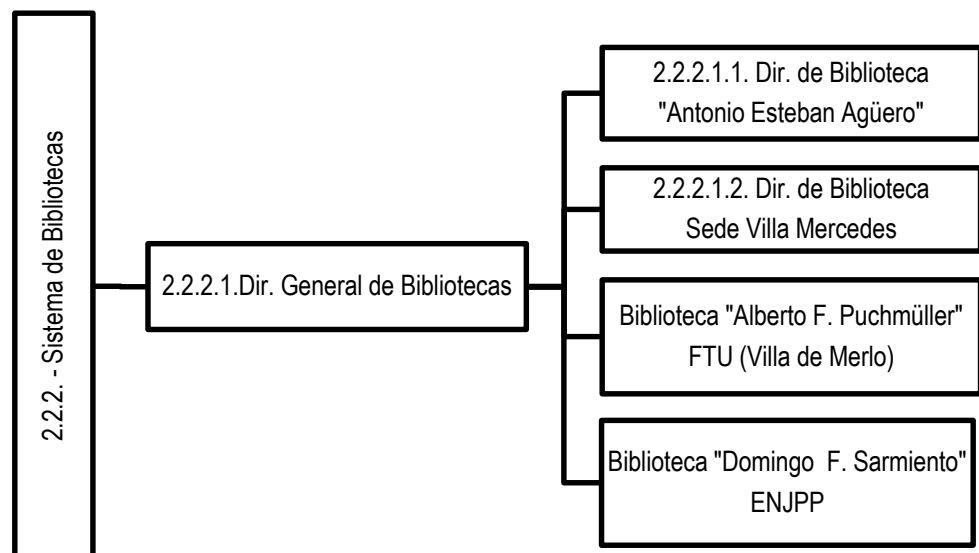 2.2.2. - Sistema de Bibliotecas
2.2.2.1.Dir. General de Bibliotecas
2.2.2.1.1. Dir. de Biblioteca
"Antonio Esteban Agüero"
2.2.2.1.2. Dir. de Biblioteca
Sede Villa Mercedes
Biblioteca "Alberto F. Puchmüller"
FTU (Villa de Merlo)
Biblioteca "Domingo F. Sarmiento"
ENJPP